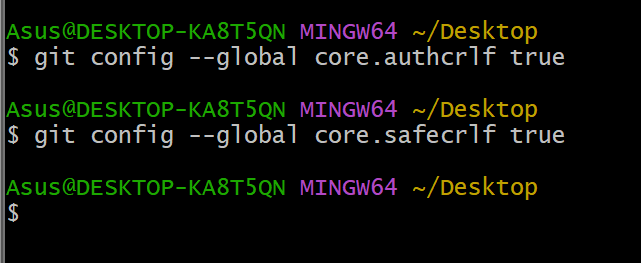 Asus@DESKTOP-KA8T5QN MINGW64 ~/Desktop
$ git config --global core.authcrlf true
Asus@DESKTOP-KA8T5QN MINGW64 ~/Desktop
$ git config --global core.safecrlf true
Asus@DESKTOP-KA8T5QN MINGW64 ~/Desktop
$